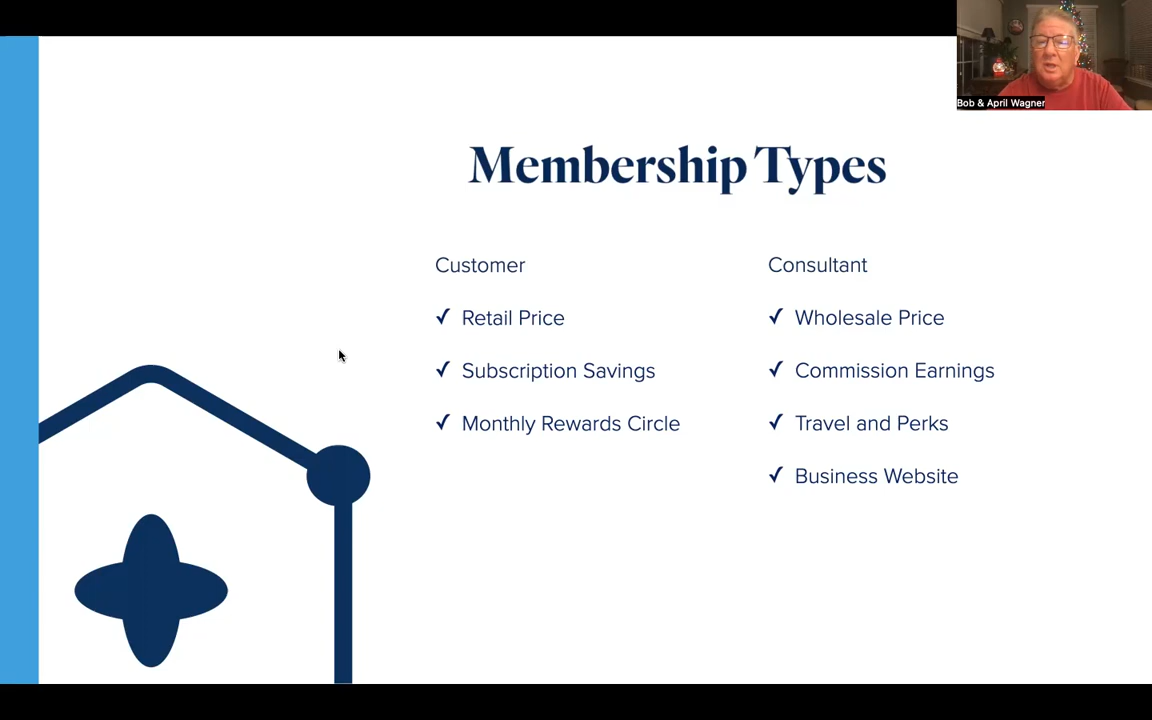 Bob & April Wagner
Membership Types
Customer
✓ Retail Price
✓ Subscription Savings
✓ Monthly Rewards Circle
Consultant
✓ Wholesale Price
✓ Commission Earnings
✓ Travel and Perks
✓ Business Website